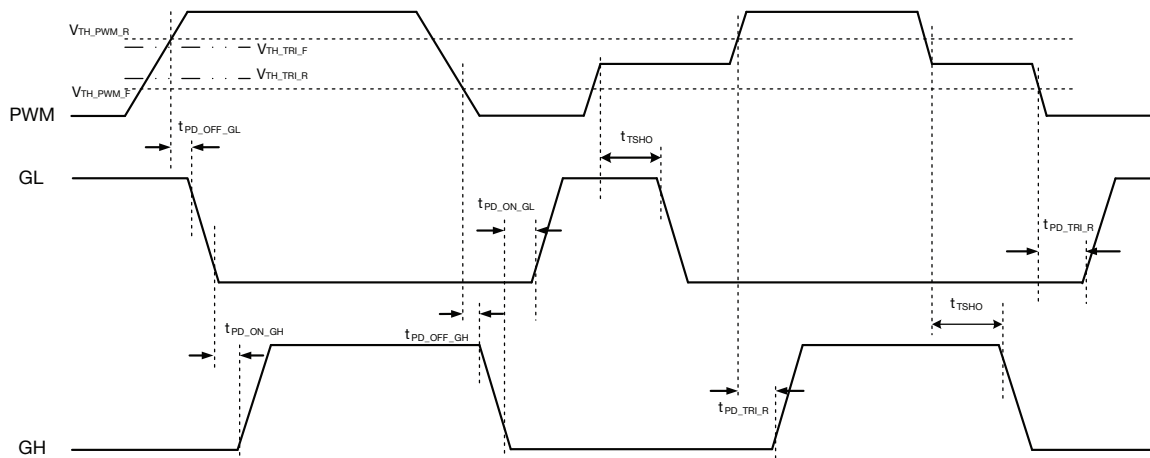 VTH_PWM_R
VTH_TRI_F
VTH_TRI_R
VTH_PWM_F
PWM
tPD_OFF_GL
tTSHO
GL
tPD_ON_GL
tPD_TRI_R
tTSHO
tPD_ON_GH
tPD_OFF_GH
tPD_TRI_R
GH